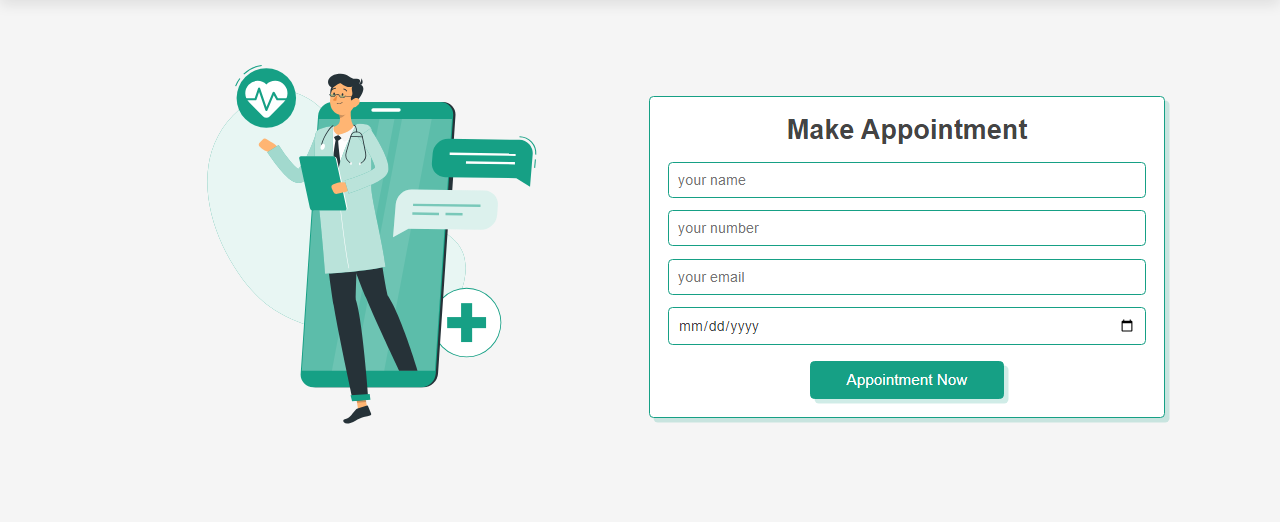 Make Appointment
your name
your number
your email
mm/dd/yyyy
Appointment Now